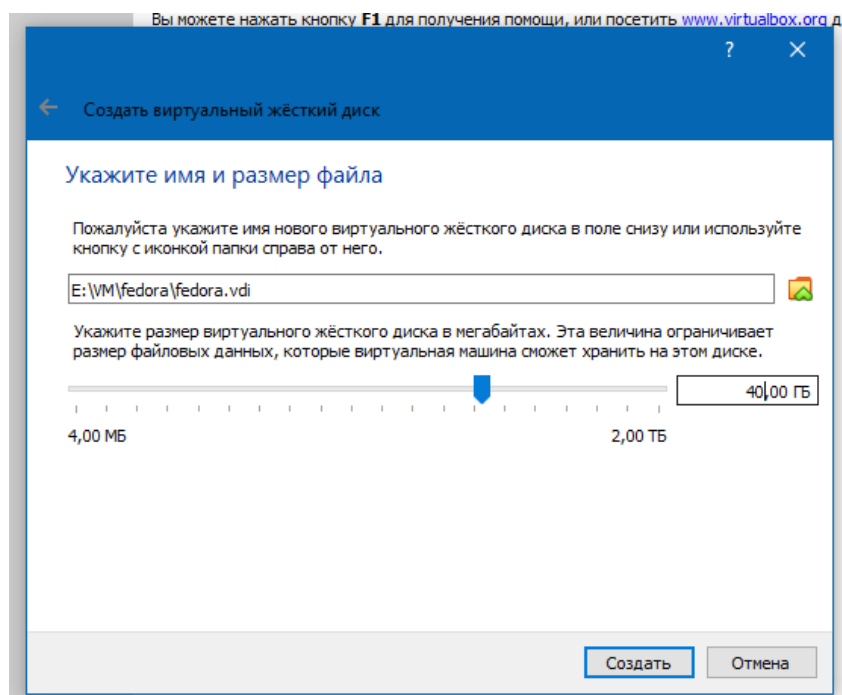 Вы можете нажать кнопку F1 для получения помощи, или посетить www.virtualbox.org д
?
Создать виртуальный жёсткий диск
Укажите имя и размер файла
Пожалуйста укажите имя нового виртуального жёсткого диска в поле снизу или используйте
кнопку с иконкой папки справа от него.
E:\VM\fedora\fedora.vdi
Укажите размер виртуального жёсткого диска в мегабайтах. Эта величина ограничивает
размер файловых данных, которые виртуальная машина сможет хранить на этом диске.
40,00 ГБ
4,00 МБ 2,00 ТБ
Создать Отмена